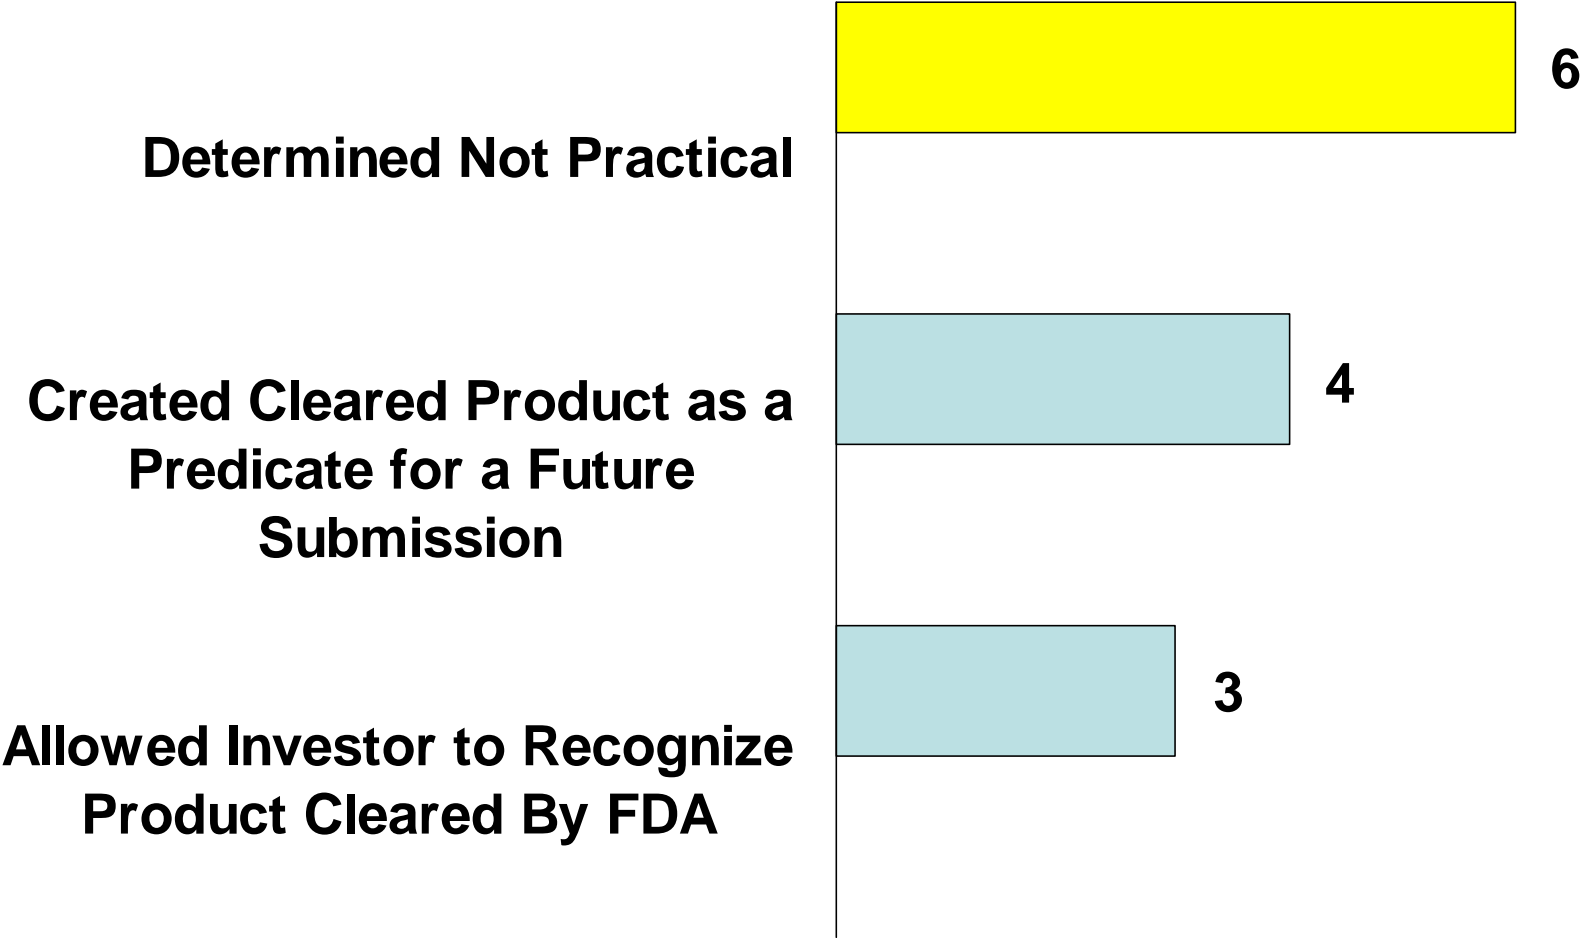 6
Determined Not Practical
4
Created Cleared Product as a
Predicate for a Future
Submission
3
Allowed Investor to Recognize
Product Cleared By FDA